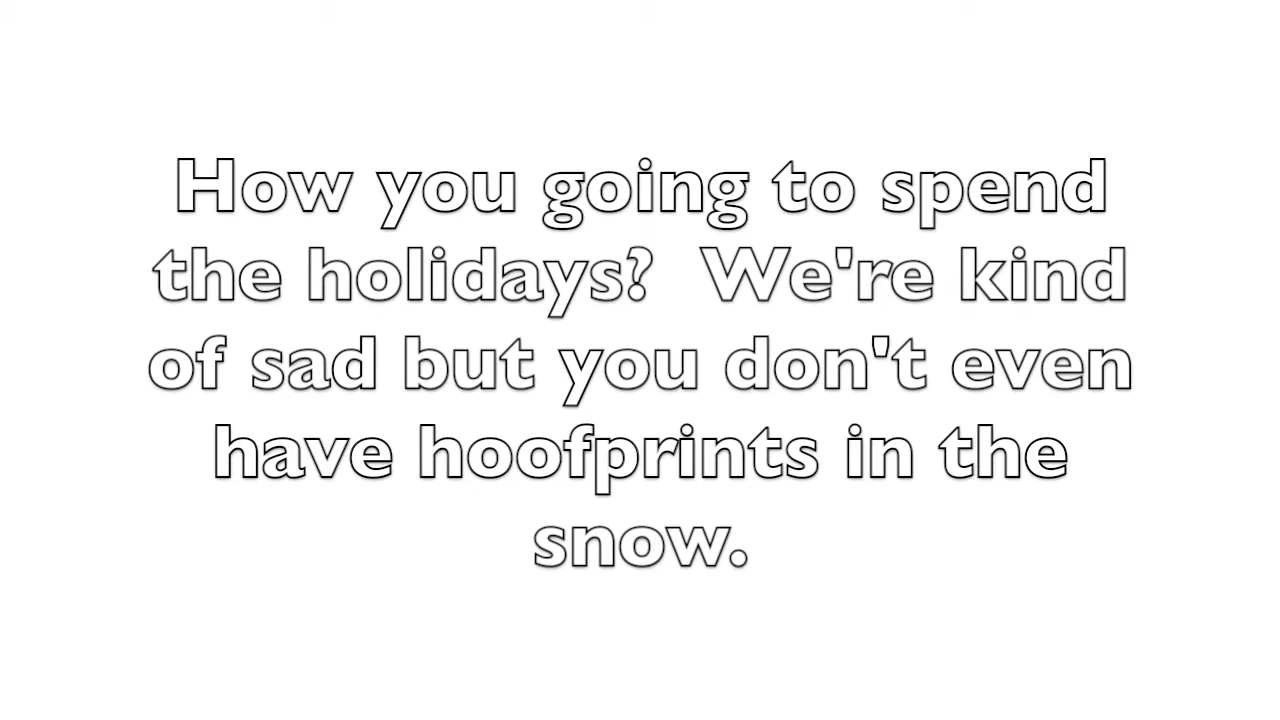 How you going to spend
the holidays?  We're kind
of sad but you don't even
have hoofprints in the
snow.